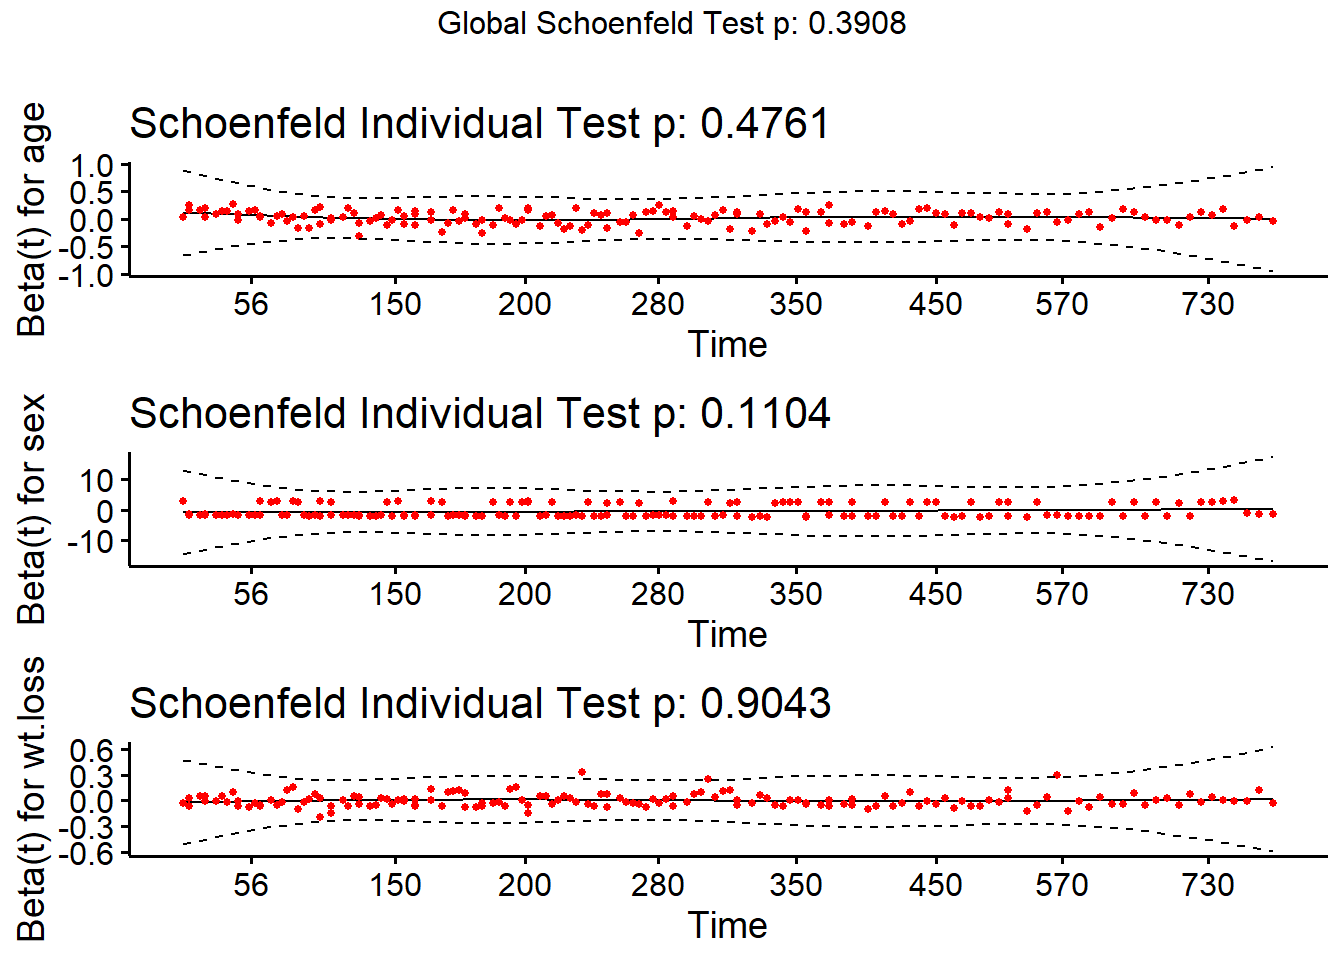 Global Schoenfeld Test p: 0.3908
Schoenfeld Individual Test p: 0.4761
Beta(t) for age
1.0
0.5
0.0
-0.5
-1.0
56 150 200 280 350 450 570 730
Time
Schoenfeld Individual Test p: 0.1104
Beta(t) for sex
10
0
-10
56 150 200 280 350 450 570 730
Time
Schoenfeld Individual Test p: 0.9043
Beta(t) for wt.loss
0.6
0.3
0.0
-0.3
-0.6
56 150 200 280 350 450 570 730
Time